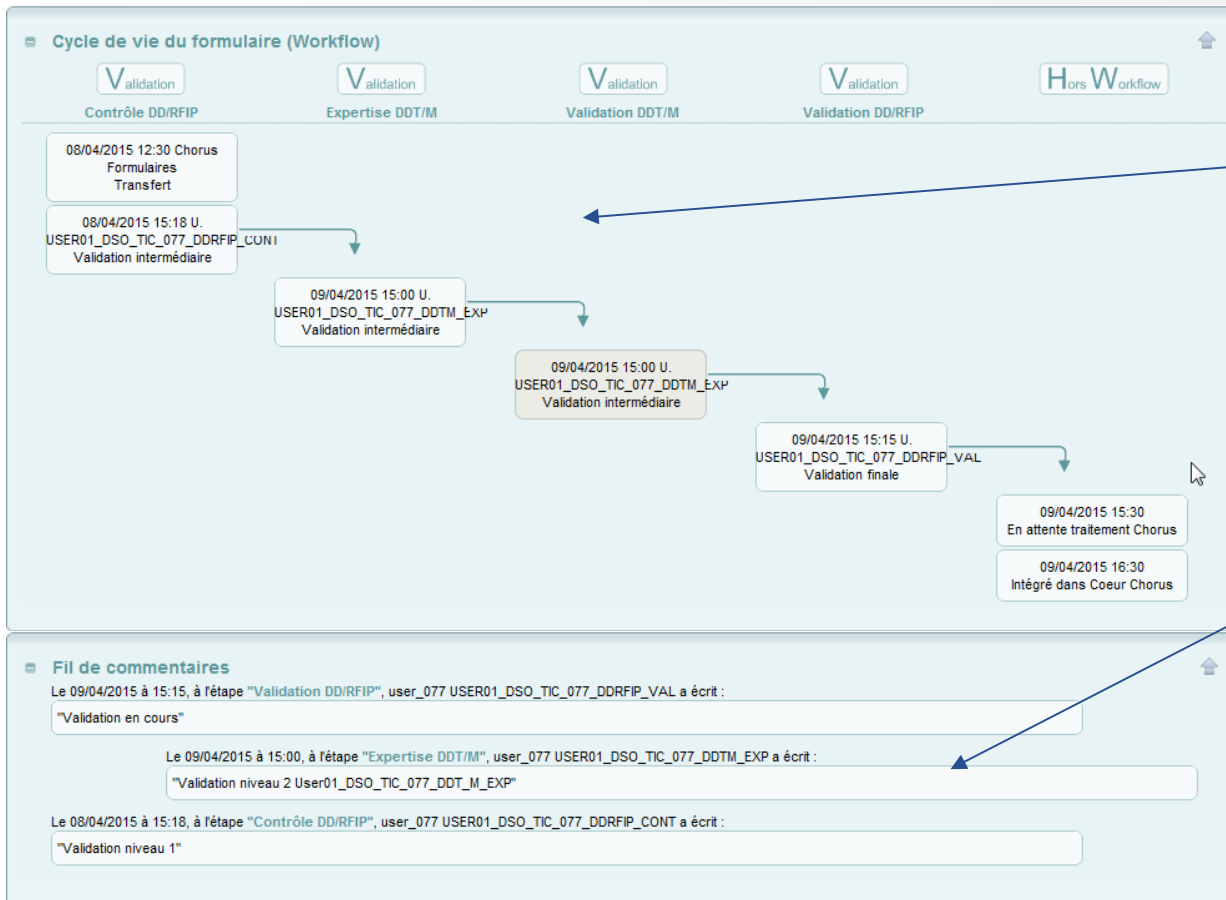 Cycle de vie du formulaire (Workflow)
Validation Validation Validation Validation Hors Workflow
Contrôle DD/RFIP Expertise DDT/M Validation DDT/M Validation DD/RFIP
08/04/2015 12:30 Chorus
Formulaires
Transfert
08/04/2015 15:18 U.
USER01_DSO_TIC_077_DDRFIP_CONT
Validation intermédiaire
09/04/2015 15:00 U.
USER01_DSO_TIC_077_DDTM_EXP
Validation intermédiaire
09/04/2015 15:00 U.
USER01_DSO_TIC_077_DDTM_EXP
Validation intermédiaire
09/04/2015 15:15 U.
USER01_DSO_TIC_077_DDRFIP_VAL
Validation finale
09/04/2015 15:30
En attente traitement Chorus
09/04/2015 16:30
Intégré dans Coeur Chorus
Fil de commentaires
Le 09/04/2015 à 15:15, à l'étape "Validation DD/RFIP", user_077 USER01_DSO_TIC_077_DDRFIP_VAL a écrit :
"Validation en cours"
Le 09/04/2015 à 15:00, à l'étape "Expertise DDT/M", user_077 USER01_DSO_TIC_077_DDTM_EXP a écrit :
"Validation niveau 2 User01_DSO_TIC_077_DDT_M_EXP"
Le 08/04/2015 à 15:18, à l'étape "Contrôle DD/RFIP", user_077 USER01_DSO_TIC_077_DDRFIP_CONT a écrit :
"Validation niveau 1"